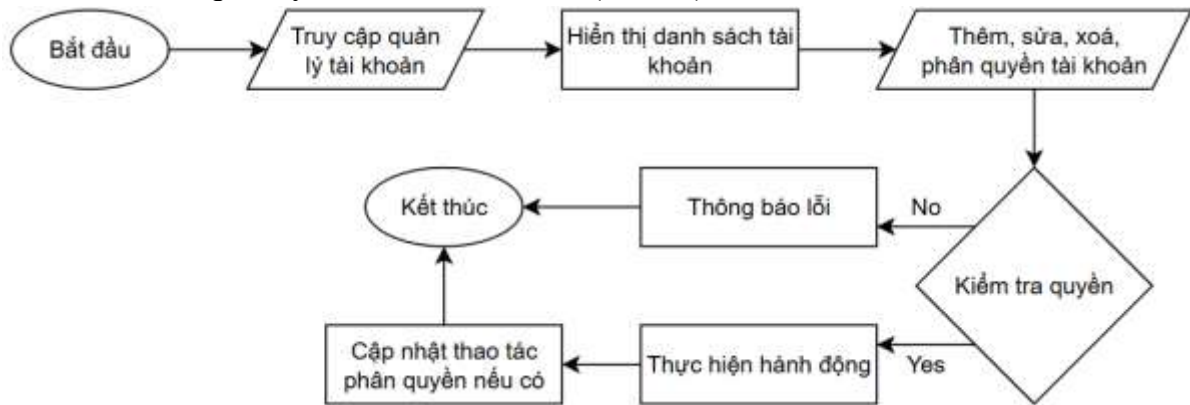 Bắt đầu
Truy cập quản
lý tài khoản
Hiển thị danh sách tài
khoản
Thêm, sửa, xoá,
phân quyền tài khoản
Kết thúc
Thông báo lỗi
No
Kiểm tra quyền
Cập nhật thao tác
phân quyền nếu có
Thực hiện hành động
Yes